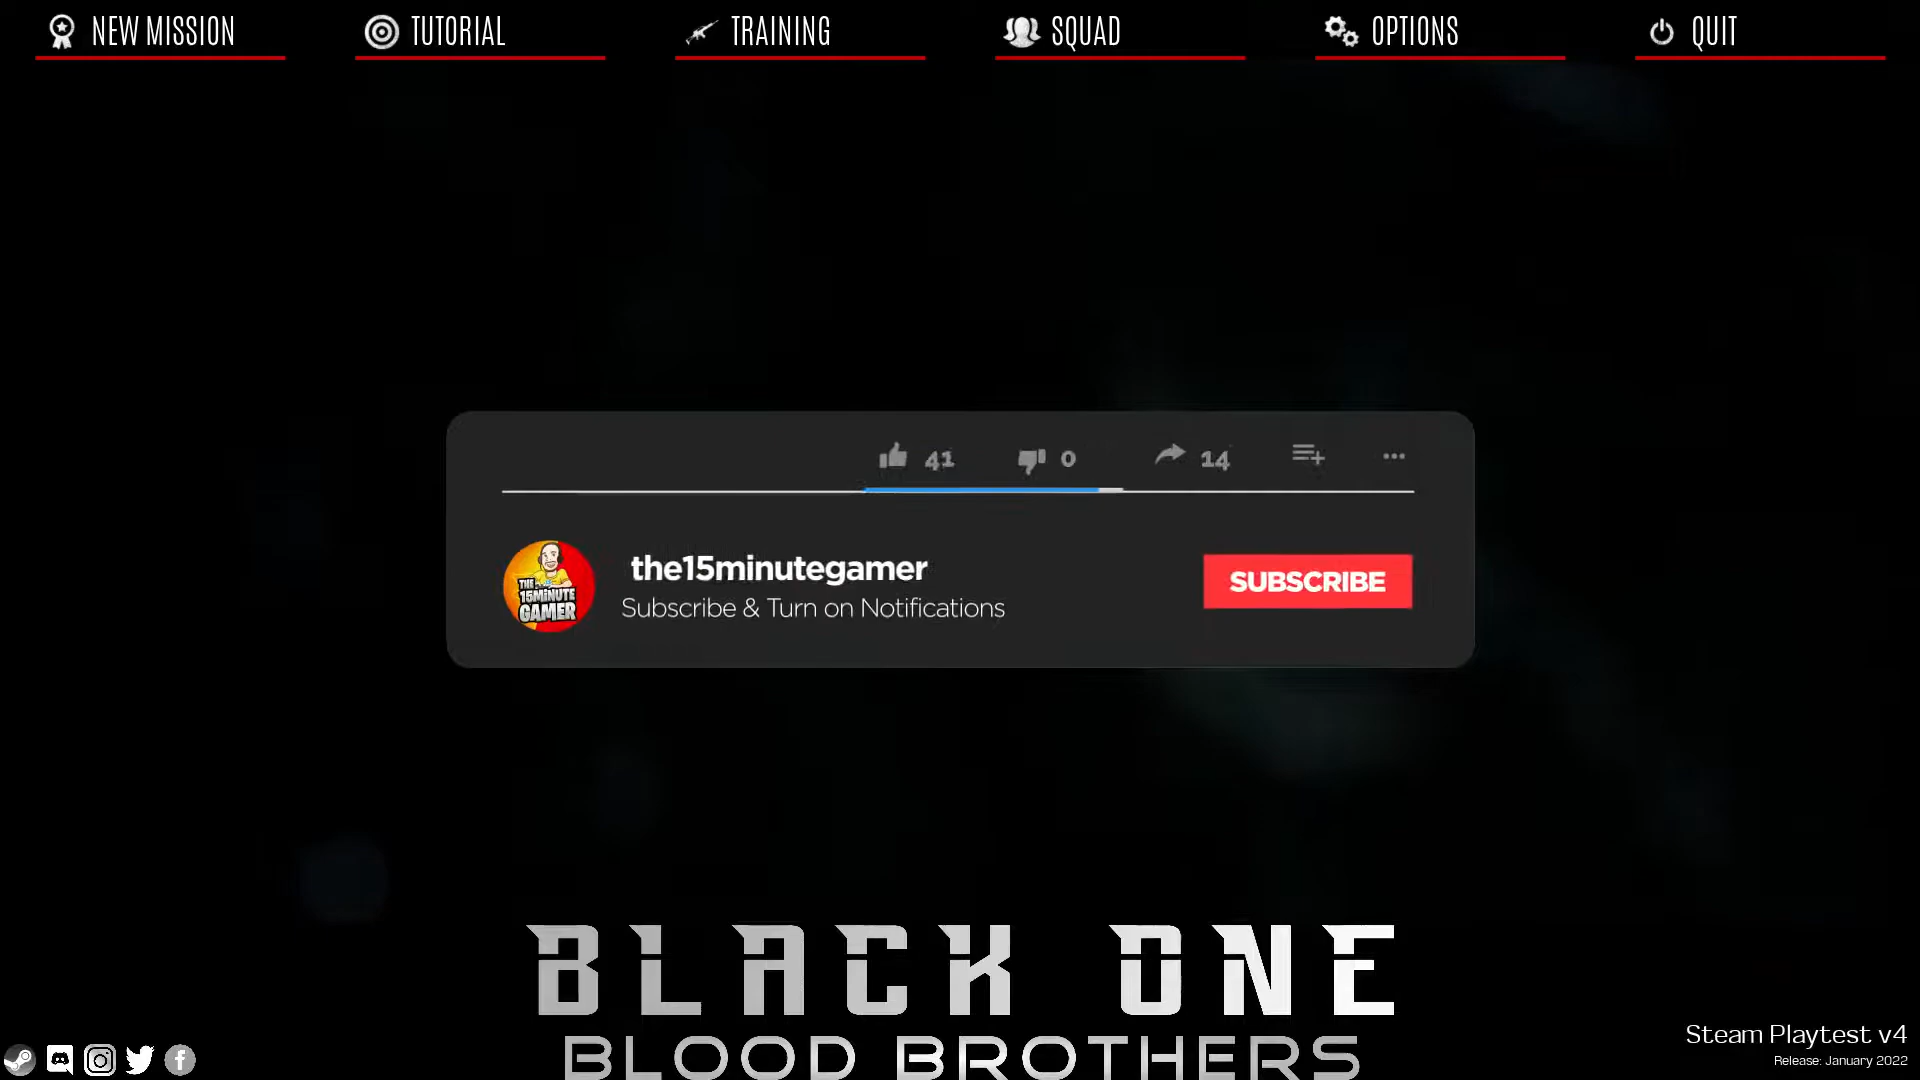 NEW MISSION
TUTORIAL
TRAINING
SQUAD
OPTIONS
QUIT
41
0
14
the15minutegamer
Subscribe & Turn on Notifications
SUBSCRIBE
THE
15MINUTE
GAMER
BLACK ONE
BLOOD BROTHERS
Steam Playtest v4
Release: January 2022